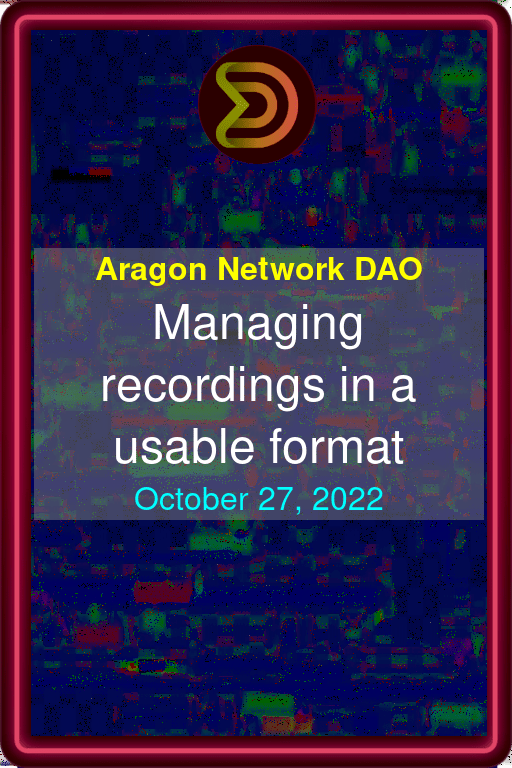 Aragon Network DAO
Managing
recordings in a
usable format
October 27, 2022